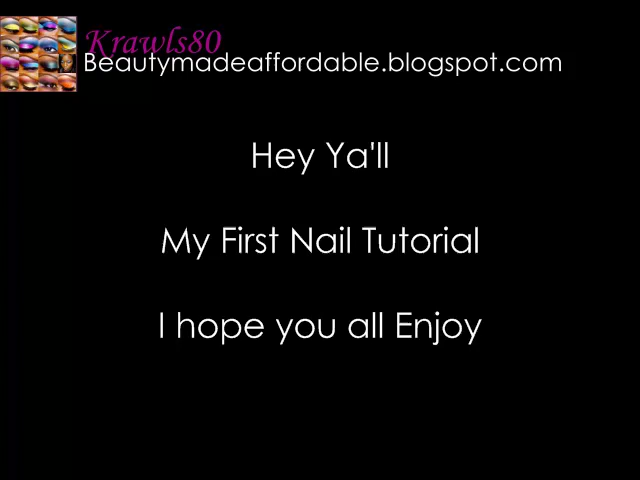 Krawls80
Beautymadeaffordable.blogspot.com
Hey Ya'll
My First Nail Tutorial
I hope you all Enjoy